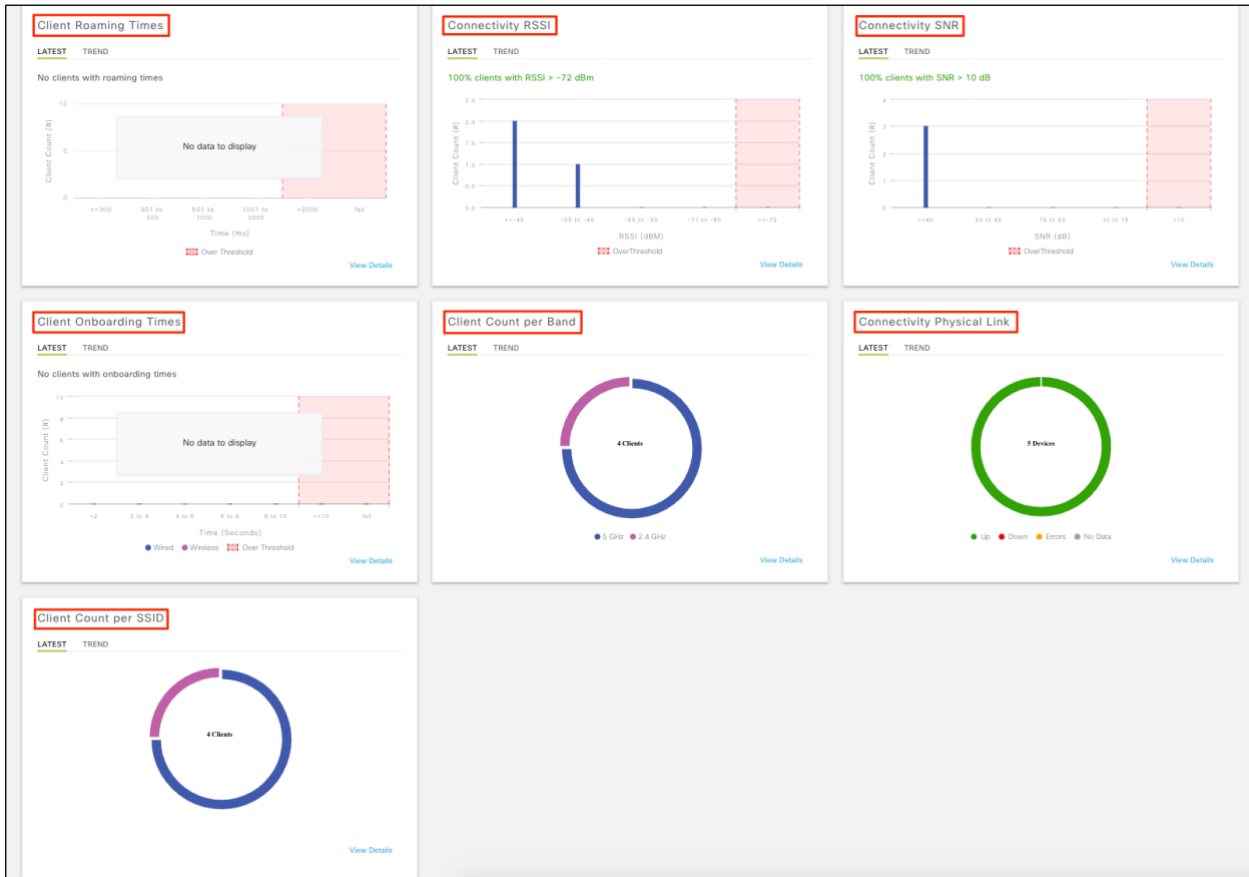 Client Roaming Times
LATEST TREND
No clients with roaming times
10
5
0
Client Count (#)
No data to display
<=300 301 to 500 501 to 1000 1001 to 3000 >3000 fail
Time (ms)
Over Threshold
View Details
Connectivity RSSI
LATEST TREND
100% clients with RSSI > -72 dBm
2.5
2.0
1.5
1.0
0.5
0.0
Client Count (#)
-55 to -45 -65 to -55 -71 to -65
RSSI (dBM)
OverThreshold
View Details
Connectivity SNR
LATEST TREND
100% clients with SNR > 10 dB
4
3
2
1
0
Client Count (#)
15 to 25 10 to 15
SNR (dB)
OverThreshold
View Details
Client Onboarding Times
LATEST TREND
No clients with onboarding times
10
8
6
4
2
0
Client Count (#)
No data to display
<2 2 to 4 4 to 6 6 to 8 8 to 10 fail
Time (Seconds)
Wired Wireless Over Threshold
View Details
Client Count per Band
LATEST TREND
4 Clients
5 GHz 2.4 GHz
View Details
Connectivity Physical Link
LATEST TREND
5 Devices
Up Down Errors No Data
View Details
Client Count per SSID
LATEST TREND
4 Clients
View Details